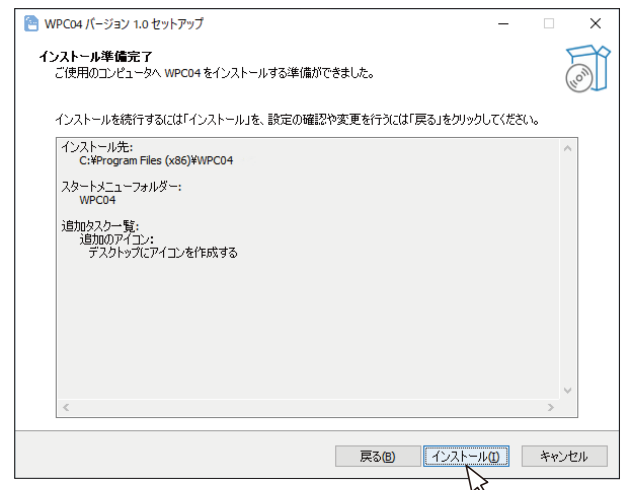 WPC04 バージョン 1.0 セットアップ
インストール準備完了
ご使用のコンピュータへ WPC04 をインストールする準備ができました。
インストールを続行するには「インストール」を、設定の確認や変更を行うには「戻る」をクリックしてください。
インストール先:
C:¥Program Files (x86)¥WPC04
スタートメニューフォルダー:
WPC04
追加タスク一覧:
追加のアイコン:
デスクトップにアイコンを作成する
戻る(B) インストール(I) キャンセル